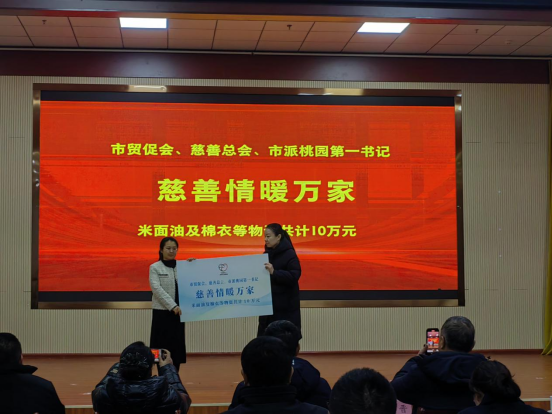 市贸促会、慈善总会、市派桃园第一书记
慈善情暖万家
米面油及棉衣等物 共计10万元
慈善情暖万家